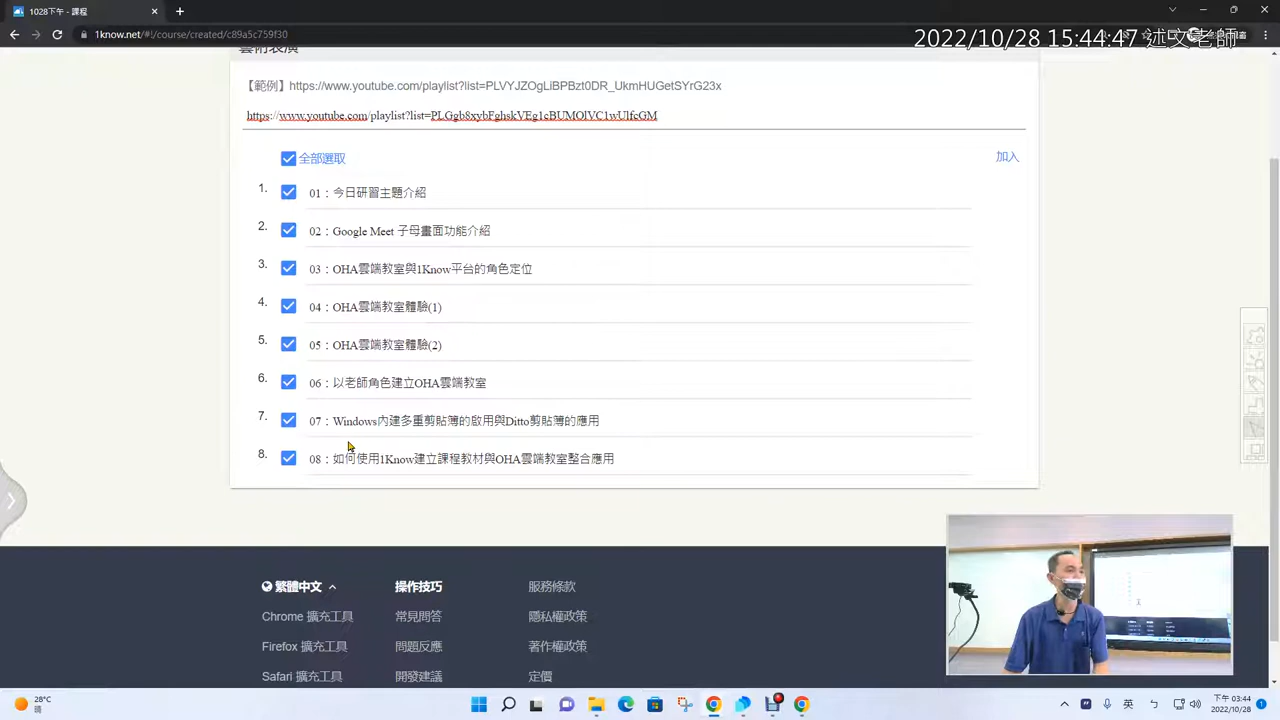 1028下午 - 課程
1know.net/#!/course/created/c89a5c759f30
2022/10/28 15:44:47 述文老師
藝術表演
【範例】https://www.youtube.com/playlist?list=PLVYJZOgLiBPBzt0DR_UkmHUGetSYrG23x
https://www.youtube.com/playlist?list=PLGgb8xybFghskVEg1cBUMOlVC1wUlfcGM
全部選取
加入
1. 01：今日研習主題介紹
2. 02：Google Meet 子母畫面功能介紹
3. 03：OHA雲端教室與1Know平台的角色定位
4. 04：OHA雲端教室體驗(1)
5. 05：OHA雲端教室體驗(2)
6. 06：以老師角色建立OHA雲端教室
7. 07：Windows內建多重剪貼簿的啟用與Ditto剪貼簿的應用
8. 08：如何使用1Know建立課程教材與OHA雲端教室整合應用
繁體中文
操作技巧
服務條款
Chrome 擴充工具
常見問答
隱私權政策
Firefox 擴充工具
問題反應
著作權政策
Safari 擴充工具
開發建議
定價
28°C
晴
英
下午 03:44
2022/10/28